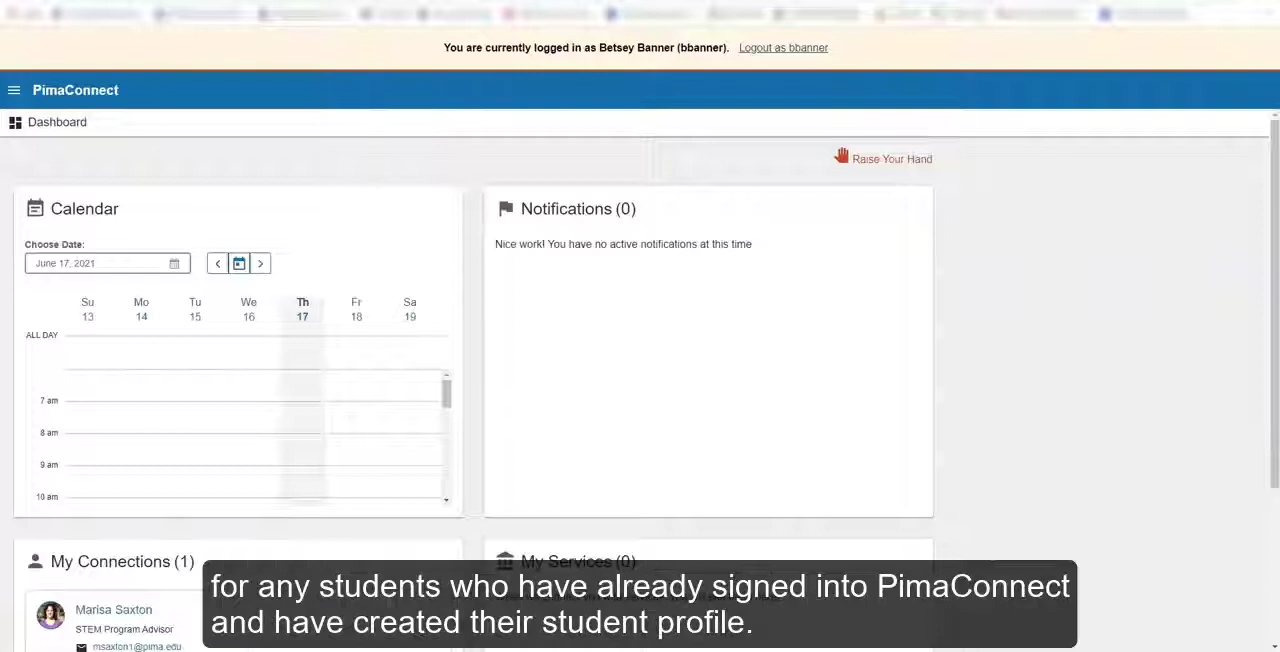 You are currently logged in as Betsey Banner (bbanner). Logout as bbanner
PimaConnect
Dashboard
Raise Your Hand
Calendar
Choose Date:
June 17, 2021
Su Mo Tu We Th Fr Sa
13 14 15 16 17 18 19
ALL DAY
7 am
8 am
9 am
10 am
Notifications (0)
Nice work! You have no active notifications at this time
My Connections (1)
Marisa Saxton
STEM Program Advisor
msaxton1@pima.edu
My Services (0)
for any students who have already signed into PimaConnect
and have created their student profile.